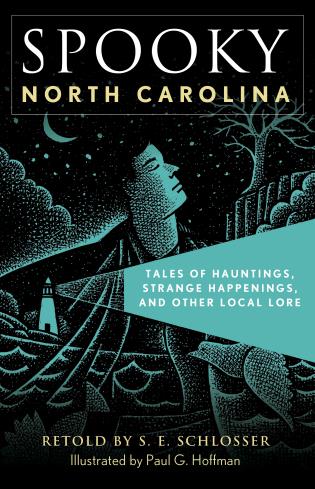 SPOOKY
NORTH CAROLINA
TALES OF HAUNTINGS,
STRANGE HAPPENINGS,
AND OTHER LOCAL LORE
RETOLD BY S. E. SCHLOSSER
Illustrated by Paul G. Hoffman